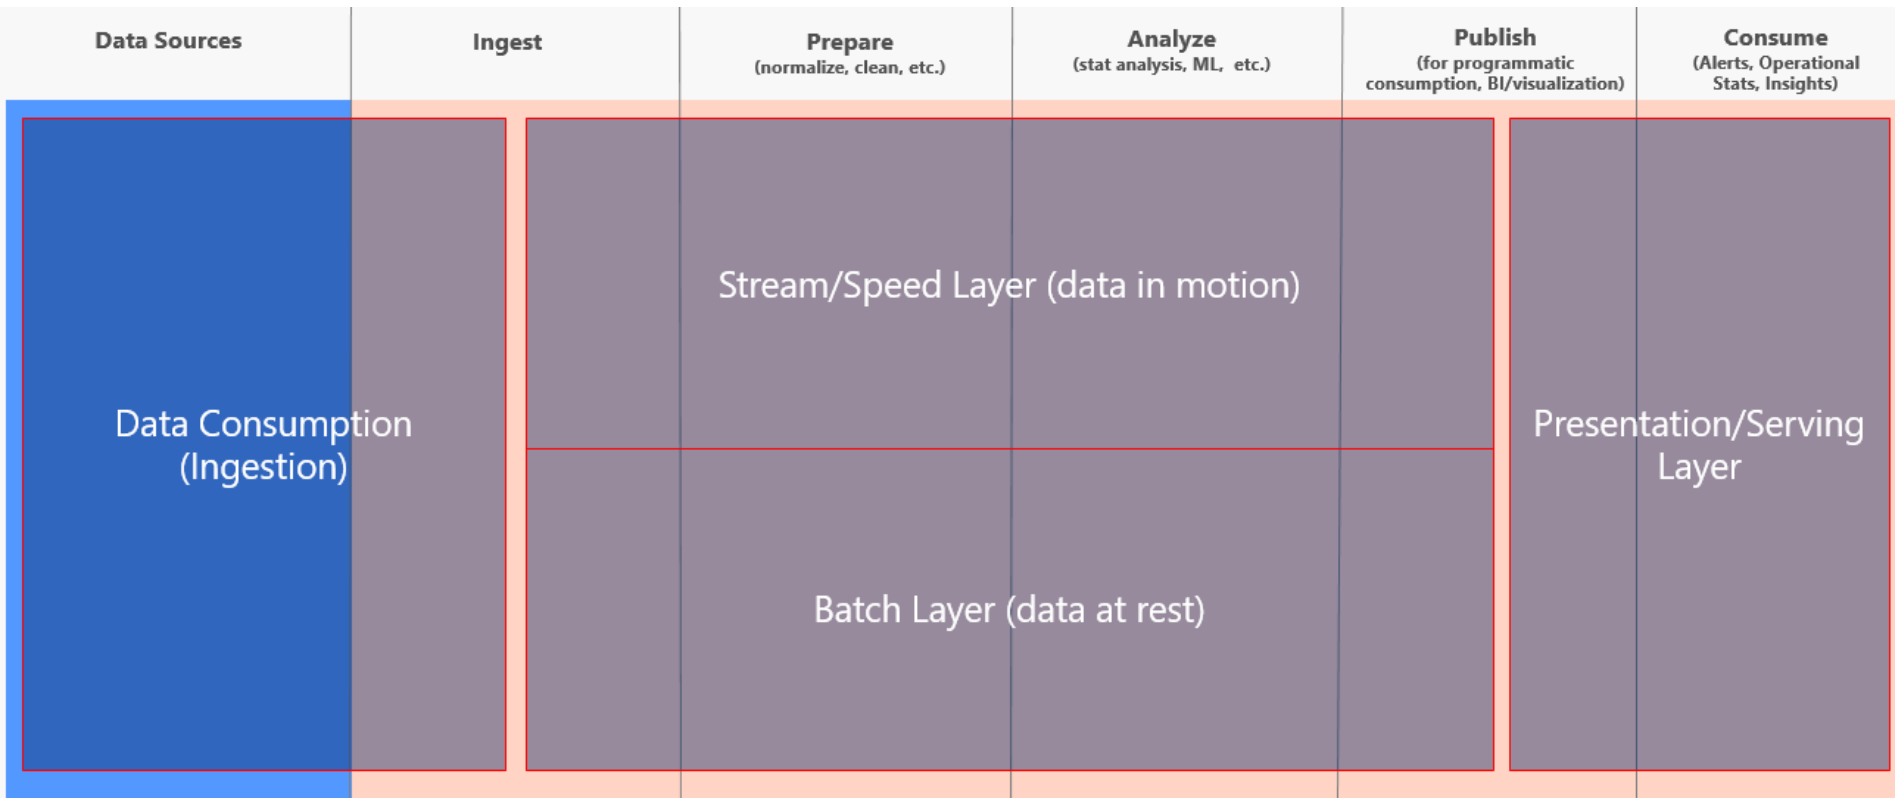 Data Sources
Ingest
Prepare
(normalize, clean, etc.)
Analyze
(stat analysis, ML, etc.)
Publish
(for programmatic
consumption, BI/visualization)
Consume
(Alerts, Operational
Stats, Insights)
Data Consumption
(Ingestion)
Stream/Speed Layer (data in motion)
Batch Layer (data at rest)
Presentation/Serving
Layer